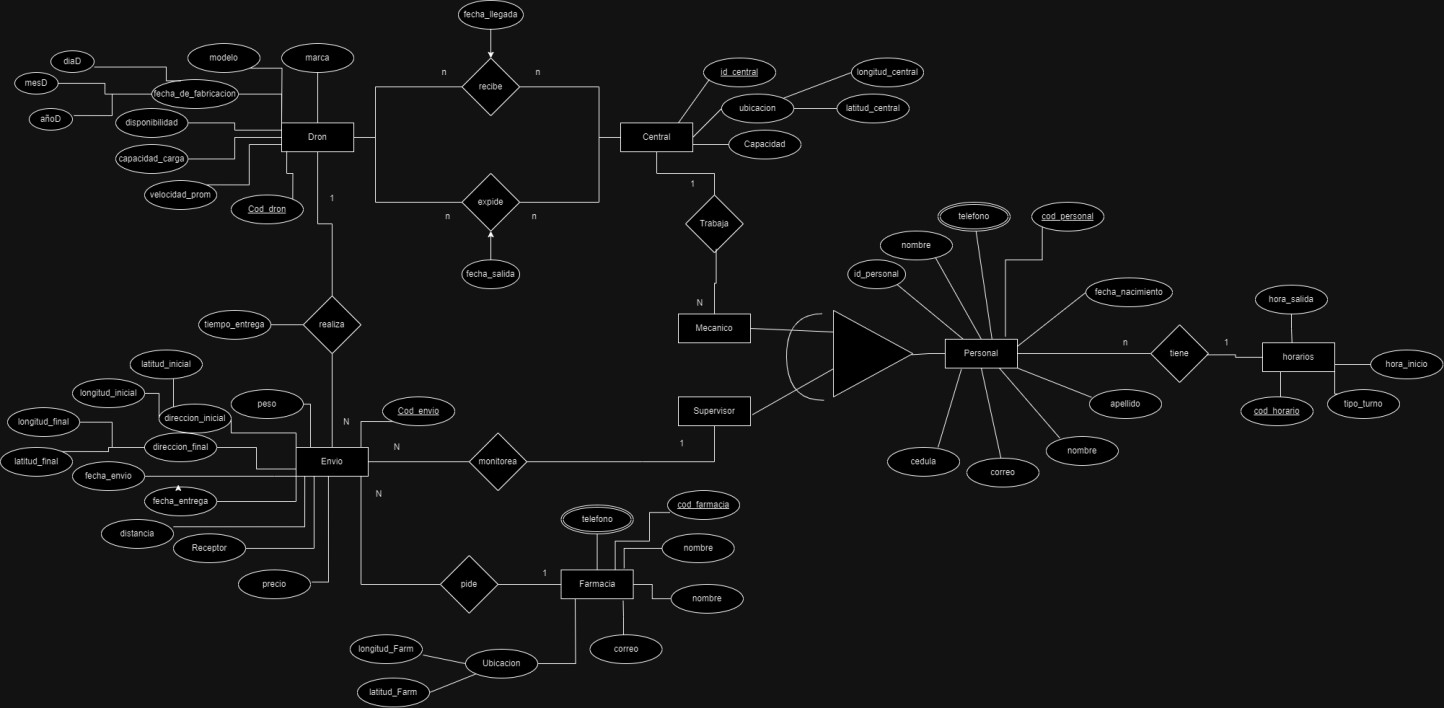 fecha_llegada
diaD
modelo
marca
n
n
recibe
id_central
longitud_central
mesD
fecha_de_fabricacion
ubicacion
latitud_central
añoD
disponibilidad
Dron
Central
Capacidad
capacidad_carga
velocidad_prom
Cod_dron
1
n
expide
n
1
Trabaja
telefono
cod_personal
nombre
id_personal
fecha_salida
fecha_nacimiento
hora_salida
N
tiempo_entrega
realiza
Mecanico
Personal
n
tiene
1
horarios
latitud_inicial
hora_inicio
longitud_inicial
peso
Cod_envio
Supervisor
apellido
cod_horario
tipo_turno
longitud_final
direccion_inicial
N
N
1
direccion_final
latitud_final
Envio
monitorea
cedula
correo
nombre
fecha_envio
N
fecha_entrega
cod_farmacia
telefono
distancia
Receptor
nombre
precio
pide
1
Farmacia
nombre
longitud_Farm
Ubicacion
correo
latitud_Farm